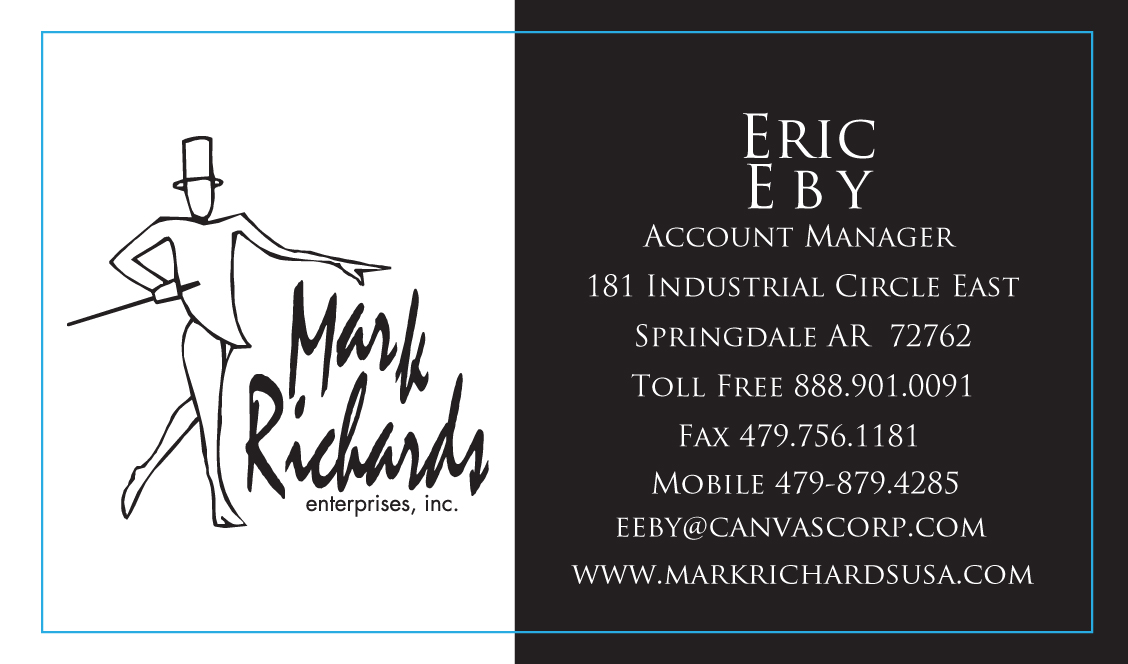 Mark
Richards
enterprises, inc.
Eric
Eby
Account Manager
181 Industrial Circle East
Springdale AR  72762
Toll Free 888.901.0091
Fax 479.756.1181
Mobile 479-879.4285
eeby@canvascorp.com
www.markrichardsusa.com